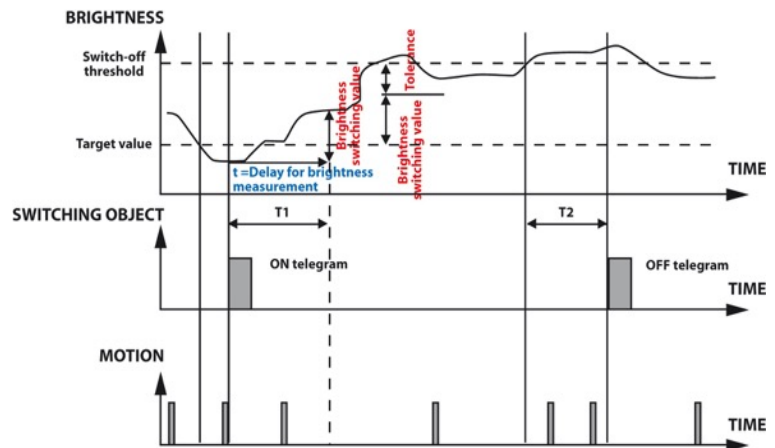 BRIGHTNESS
Switch-off
threshold
Tolerance
Brightness
switching value
Brightness
switching value
Target value
t =Delay for brightness
measurement
TIME
SWITCHING OBJECT
T1
T2
ON telegram
OFF telegram
TIME
MOTION
TIME